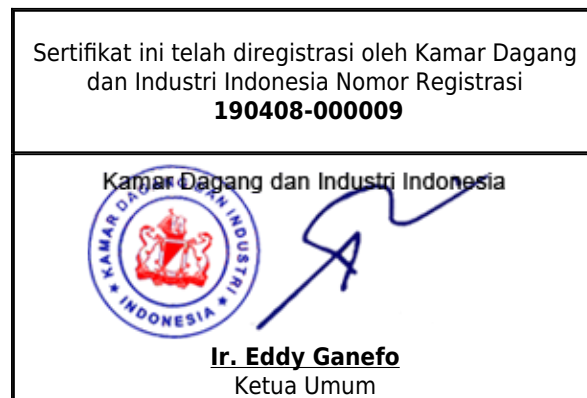 Sertifikat ini telah diregistrasi oleh Kamar Dagang
dan Industri Indonesia Nomor Registrasi
190408-000009
Kamar Dagang dan Industri Indonesia
KAMAR DAGANG DAN INDUSTRI
INDONESIA
Ir. Eddy Ganefo
Ketua Umum